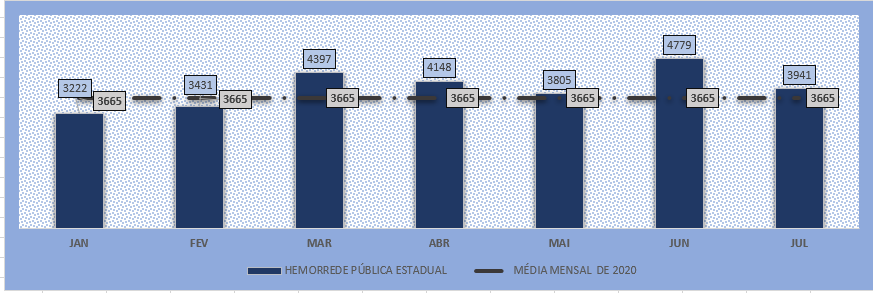 4779
4397
4148
3941
3805
3431
3222
3665 3665 3665 3665 3665 3665 3665
JAN FEV MAR ABR MAI JUN JUL
HEMORREDE PÚBLICA ESTADUAL MÉDIA MENSAL DE 2020